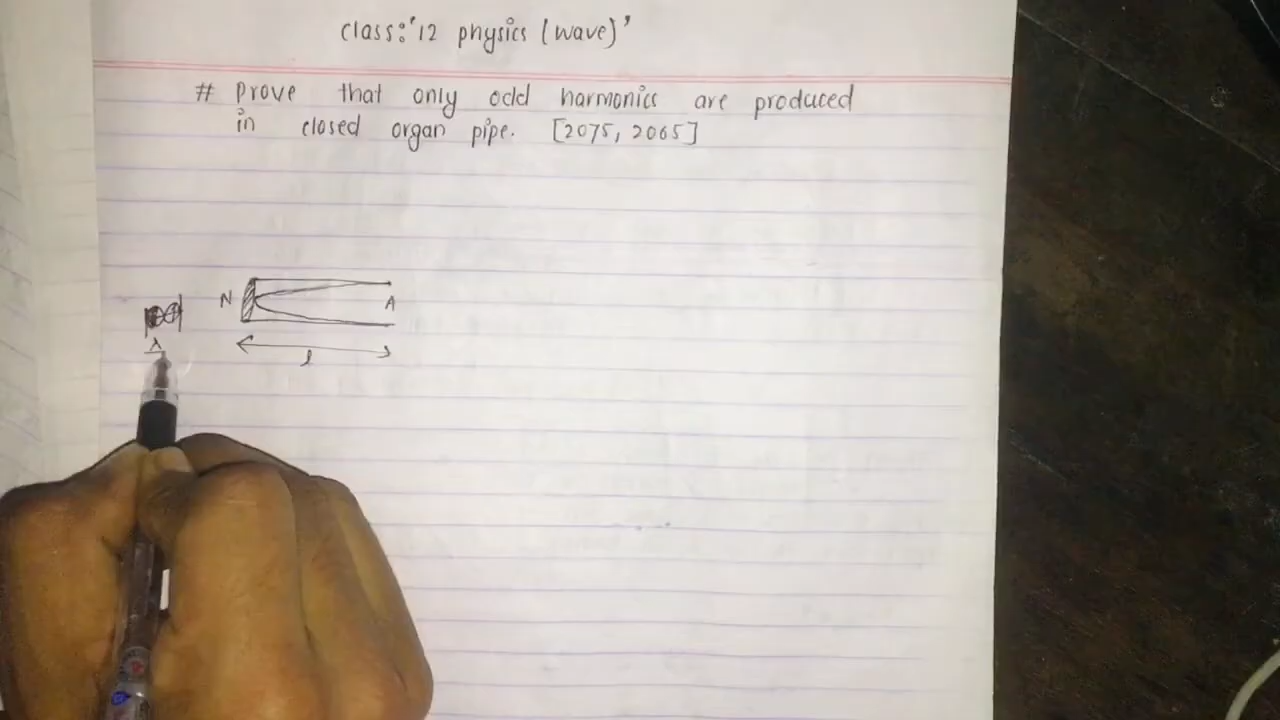 class:'12 physics (wave)'
# prove that only odd harmonics are produced
in closed organ pipe. [2075, 2065]
N A
λ
l